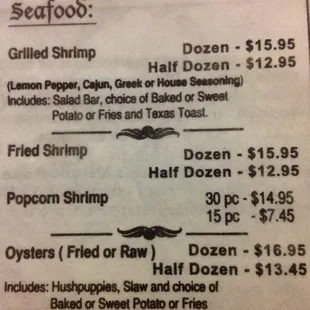 Seafood:
Grilled Shrimp Dozen - $15.95
Half Dozen - $12.95
(Lemon Pepper, Cajun, Greek or House Seasoning)
Includes: Salad Bar, choice of Baked or Sweet
Potato or Fries and Texas Toast.
Fried Shrimp Dozen - $15.95
Half Dozen - $12.95
Popcorn Shrimp 30 pc - $14.95
15 pc - $7.45
Oysters ( Fried or Raw ) Dozen - $16.95
Half Dozen - $13.45
Includes: Hushpuppies, Slaw and choice of
Baked or Sweet Potato or Fries